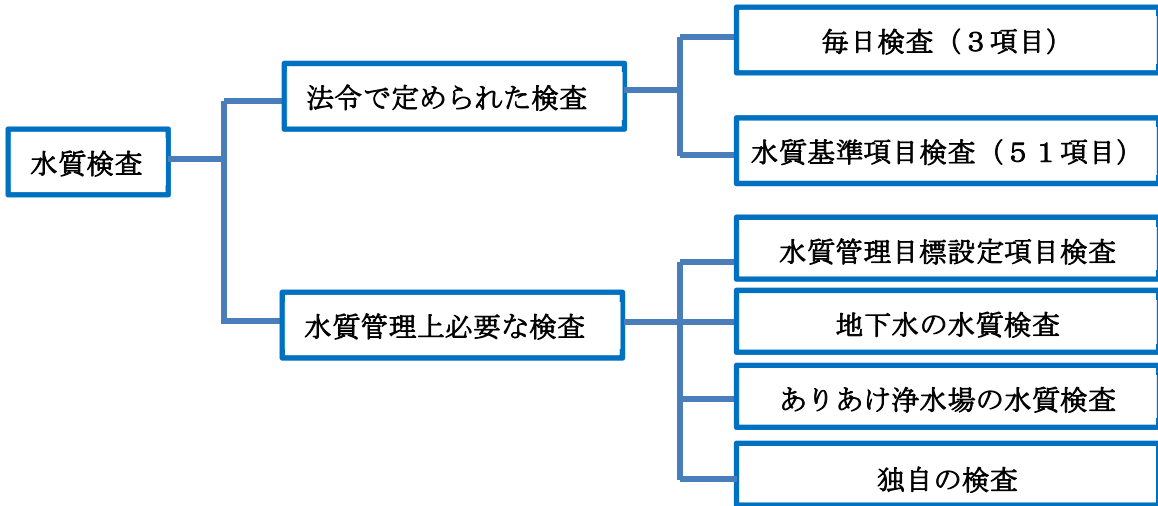 水質検査
法令で定められた検査
毎日検査（３項目）
水質基準項目検査（５１項目）
水質管理上必要な検査
水質管理目標設定項目検査
地下水の水質検査
ありあけ浄水場の水質検査
独自の検査